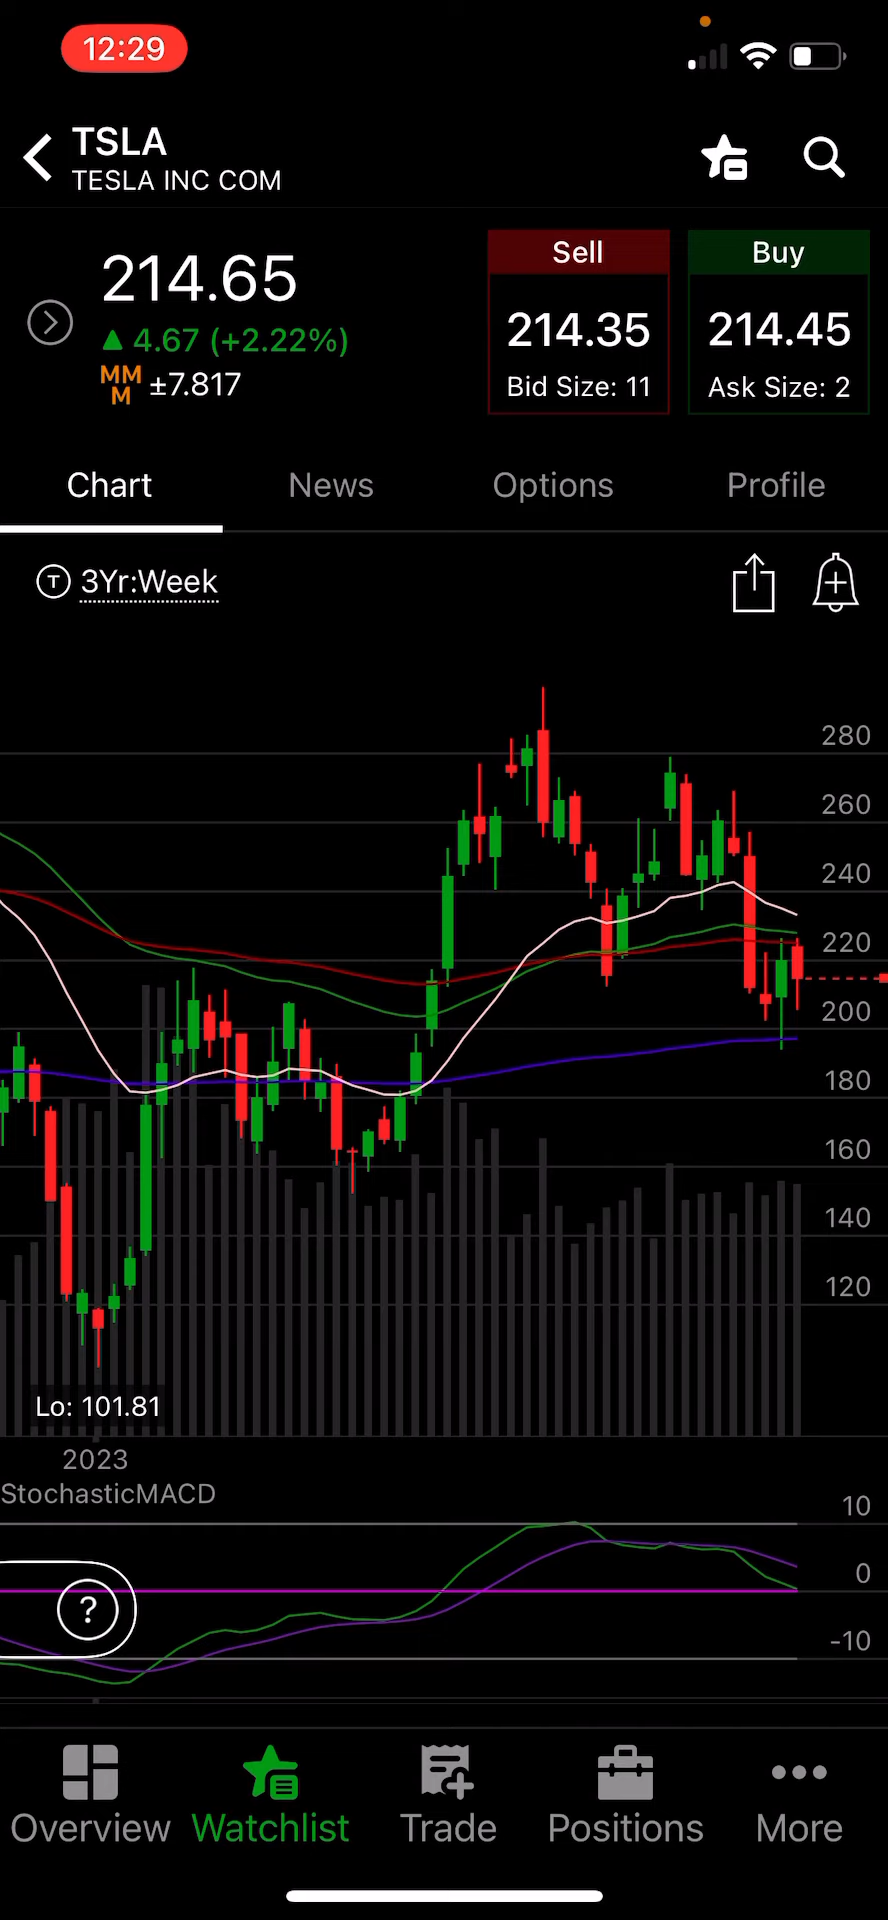 12:29
TSLA
TESLA INC COM
214.65
4.67 (+2.22%)
MM
M
±7.817
Sell
214.35
Bid Size: 11
Buy
214.45
Ask Size: 2
Chart
News
Options
Profile
T
3Yr:Week
280
260
240
220
200
180
160
140
120
Lo: 101.81
2023
StochasticMACD
10
0
-10
?
Overview
Watchlist
Trade
Positions
More